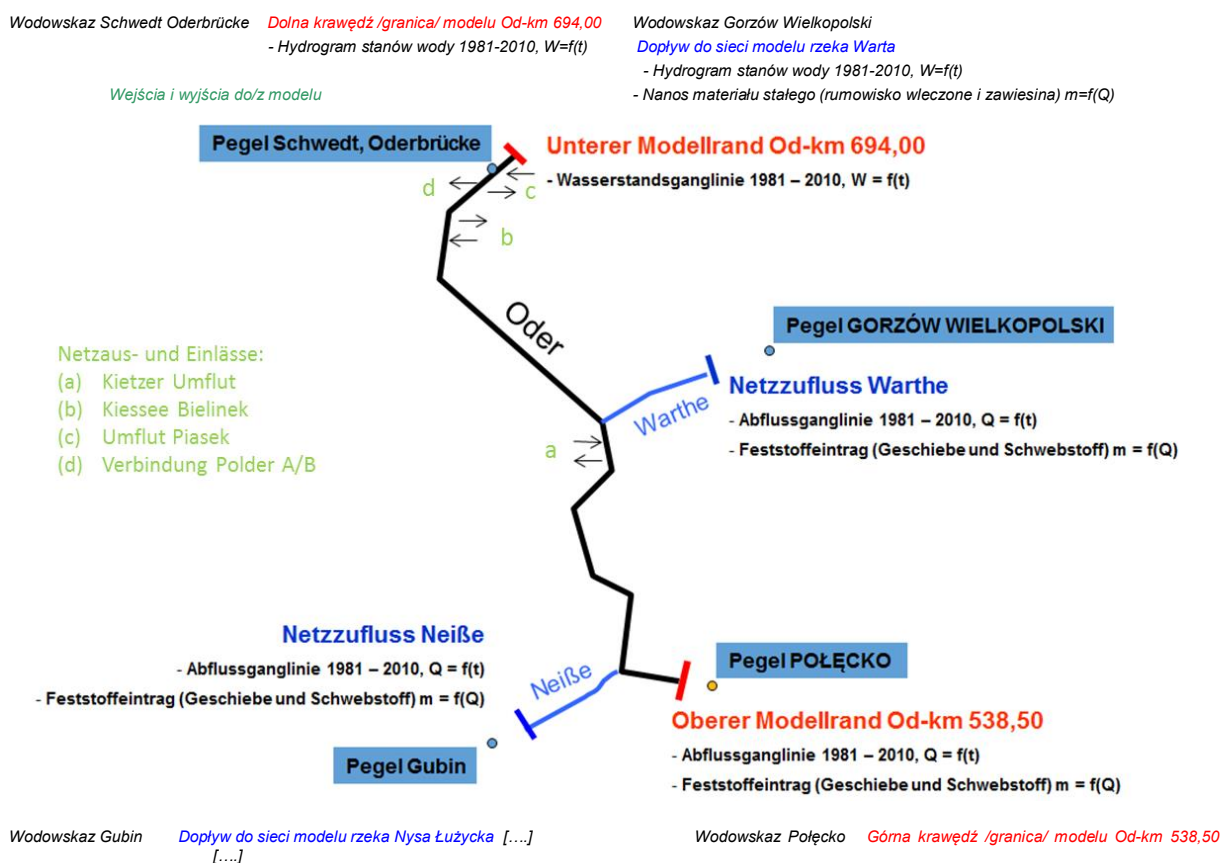 Wodowskaz Schwedt Oderbrücke Dolna krawędź /granica/ modelu Od-km 694,00
- Hydrogram stanów wody 1981-2010, W=f(t)
Wodowskaz Gorzów Wielkopolski
Dopływ do sieci modelu rzeka Warta
- Hydrogram stanów wody 1981-2010, W=f(t)
- Nanos materiału stałego (rumowisko wleczone i zawiesina) m=f(Q)
Wejścia i wyjścia do/z modelu
Pegel Schwedt, Oderbrücke
Unterer Modellrand Od-km 694,00
- Wasserstandsganglinie 1981 – 2010, W = f(t)
d
c
b
Oder
Pegel GORZÓW WIELKOPOLSKI
Netzzufluss Warthe
- Abflussganglinie 1981 – 2010, Q = f(t)
- Feststoffeintrag (Geschiebe und Schwebstoff) m = f(Q)
Warthe
Netzaus- und Einlässe:
(a) Kietzer Umflut
(b) Kiessee Bielinek
(c) Umflut Piasek
(d) Verbindung Polder A/B
a
Netzzufluss Neiße
- Abflussganglinie 1981 – 2010, Q = f(t)
- Feststoffeintrag (Geschiebe und Schwebstoff) m = f(Q)
Neiße
Pegel Gubin
Pegel POŁĘCKO
Oberer Modellrand Od-km 538,50
- Abflussganglinie 1981 – 2010, Q = f(t)
- Feststoffeintrag (Geschiebe und Schwebstoff) m = f(Q)
Wodowskaz Gubin Dopływ do sieci modelu rzeka Nysa Łużycka [….]
[….]
Wodowskaz Połęcko Górna krawędź /granica/ modelu Od-km 538,50